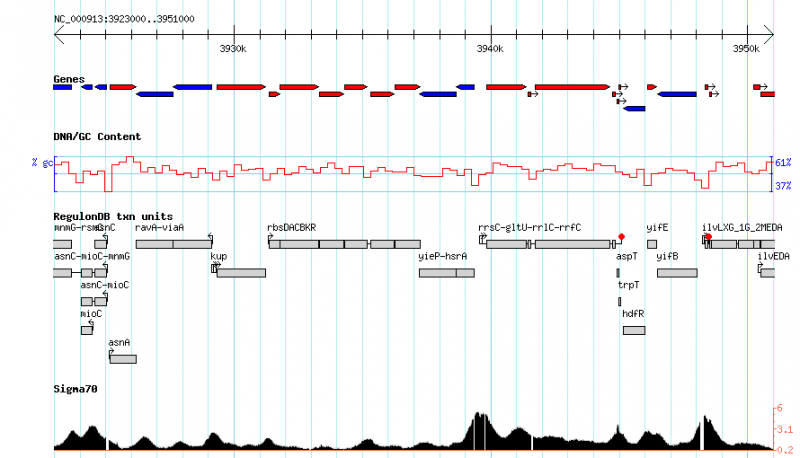 NC_000913:3923000..3951000
3930k 3940k 3950k
Genes
DNA/GC Content
% gc 61%
37%
RegulonDB txn units
ravA-viaA rbsDACBKR rrsC-gltU-rrlC-rrfC yifE ilvLXG_1G_2MEDA
asnC-mioC-mnmG kup yieP-hsrA aspT yifB ilvEDA
asnC-mioC trpT
mioC hdfR
asnA
Sigma70
6
3.1
-0.2